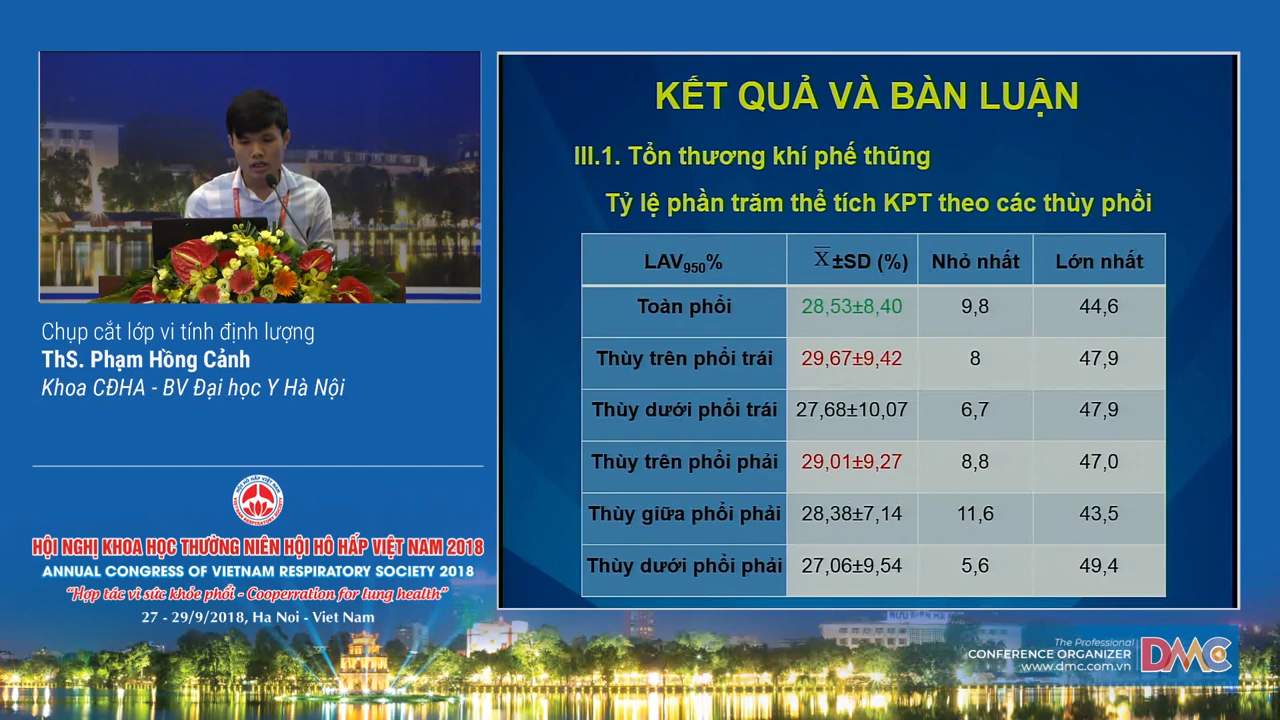 KẾT QUẢ VÀ BÀN LUẬN
III.1. Tổn thương khí phế thũng
Tỷ lệ phần trăm thể tích KPT theo các thùy phổi
LAV950% X±SD (%) Nhỏ nhất Lớn nhất
Toàn phổi 28,53±8,40 9,8 44,6
Thùy trên phổi trái 29,67±9,42 8 47,9
Thùy dưới phổi trái 27,68±10,07 6,7 47,9
Thùy trên phổi phải 29,01±9,27 8,8 47,0
Thùy giữa phổi phải 28,38±7,14 11,6 43,5
Thùy dưới phổi phải 27,06±9,54 5,6 49,4
Chụp cắt lớp vi tính định lượng
ThS. Phạm Hồng Cảnh
Khoa CĐHA - BV Đại học Y Hà Nội
HỘI NGHỊ KHOA HỌC THƯỜNG NIÊN HỘI HÔ HẤP VIỆT NAM 2018
ANNUAL CONGRESS OF VIETNAM RESPIRATORY SOCIETY 2018
“Hợp tác vì sức khỏe phổi - Cooperration for lung health”
27 - 29/9/2018, Ha Noi - Viet Nam
The Professional
CONFERENCE ORGANIZER
www.dmc.com.vn
DMC